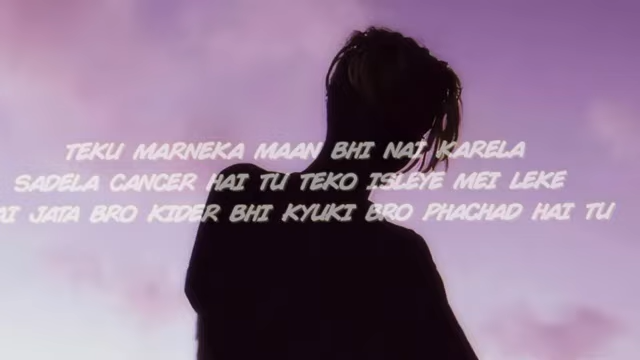 TEKU MARNEKA MAAN BHI NAI KARELA
SADELA CANCER HAI TU TEKO ISLEYE MEI LEKE
AI JATA BRO KIDER BHI KYUKI BRO PHACHAD HAI TU